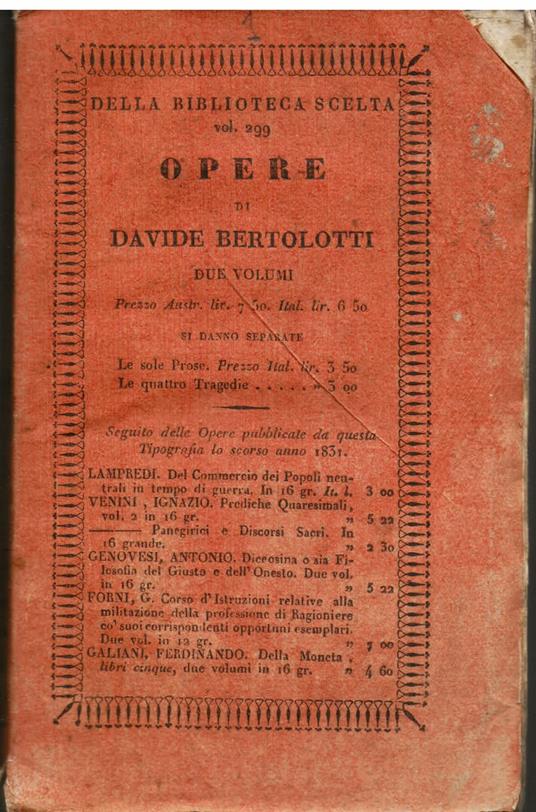 1
DELLA BIBLIOTECA SCELTA
vol. 299
OPERE
DI
DAVIDE BERTOLOTTI
DUE VOLUMI
Prezzo Austr. lir. 7 50. Ital. lir. 6 50
SI DANNO SEPARATE
Le sole Prose. Prezzo Ital. lir. 3 50
Le quattro Tragedie . . . . . „ 3 00
Seguito delle Opere pubblicate da questa
Tipografia lo scorso anno 1831.
LAMPREDI. Del Commercio dei Popoli neu-
trali in tempo di guerra. In 16 gr. It. l. 3 00
VENINI, IGNAZIO. Prediche Quaresimali,
vol. 2 in 16 gr. „ 5 22
——— Panegirici e Discorsi Sacri. In
16 grande. „ 2 30
GENOVESI, ANTONIO. Diceosina o sia Fi-
losofia del Giusto e dell'Onesto. Due vol.
in 16 gr. „ 5 22
FORNI, G. Corso d'Istruzioni relative alla
militazione della professione di Ragioniere
co' suoi corrispondenti opportuni esemplari.
Due vol. in 12 gr. „ 7 00
GALIANI, FERDINANDO. Della Moneta,
libri cinque, due volumi in 16 gr. „ 4 60